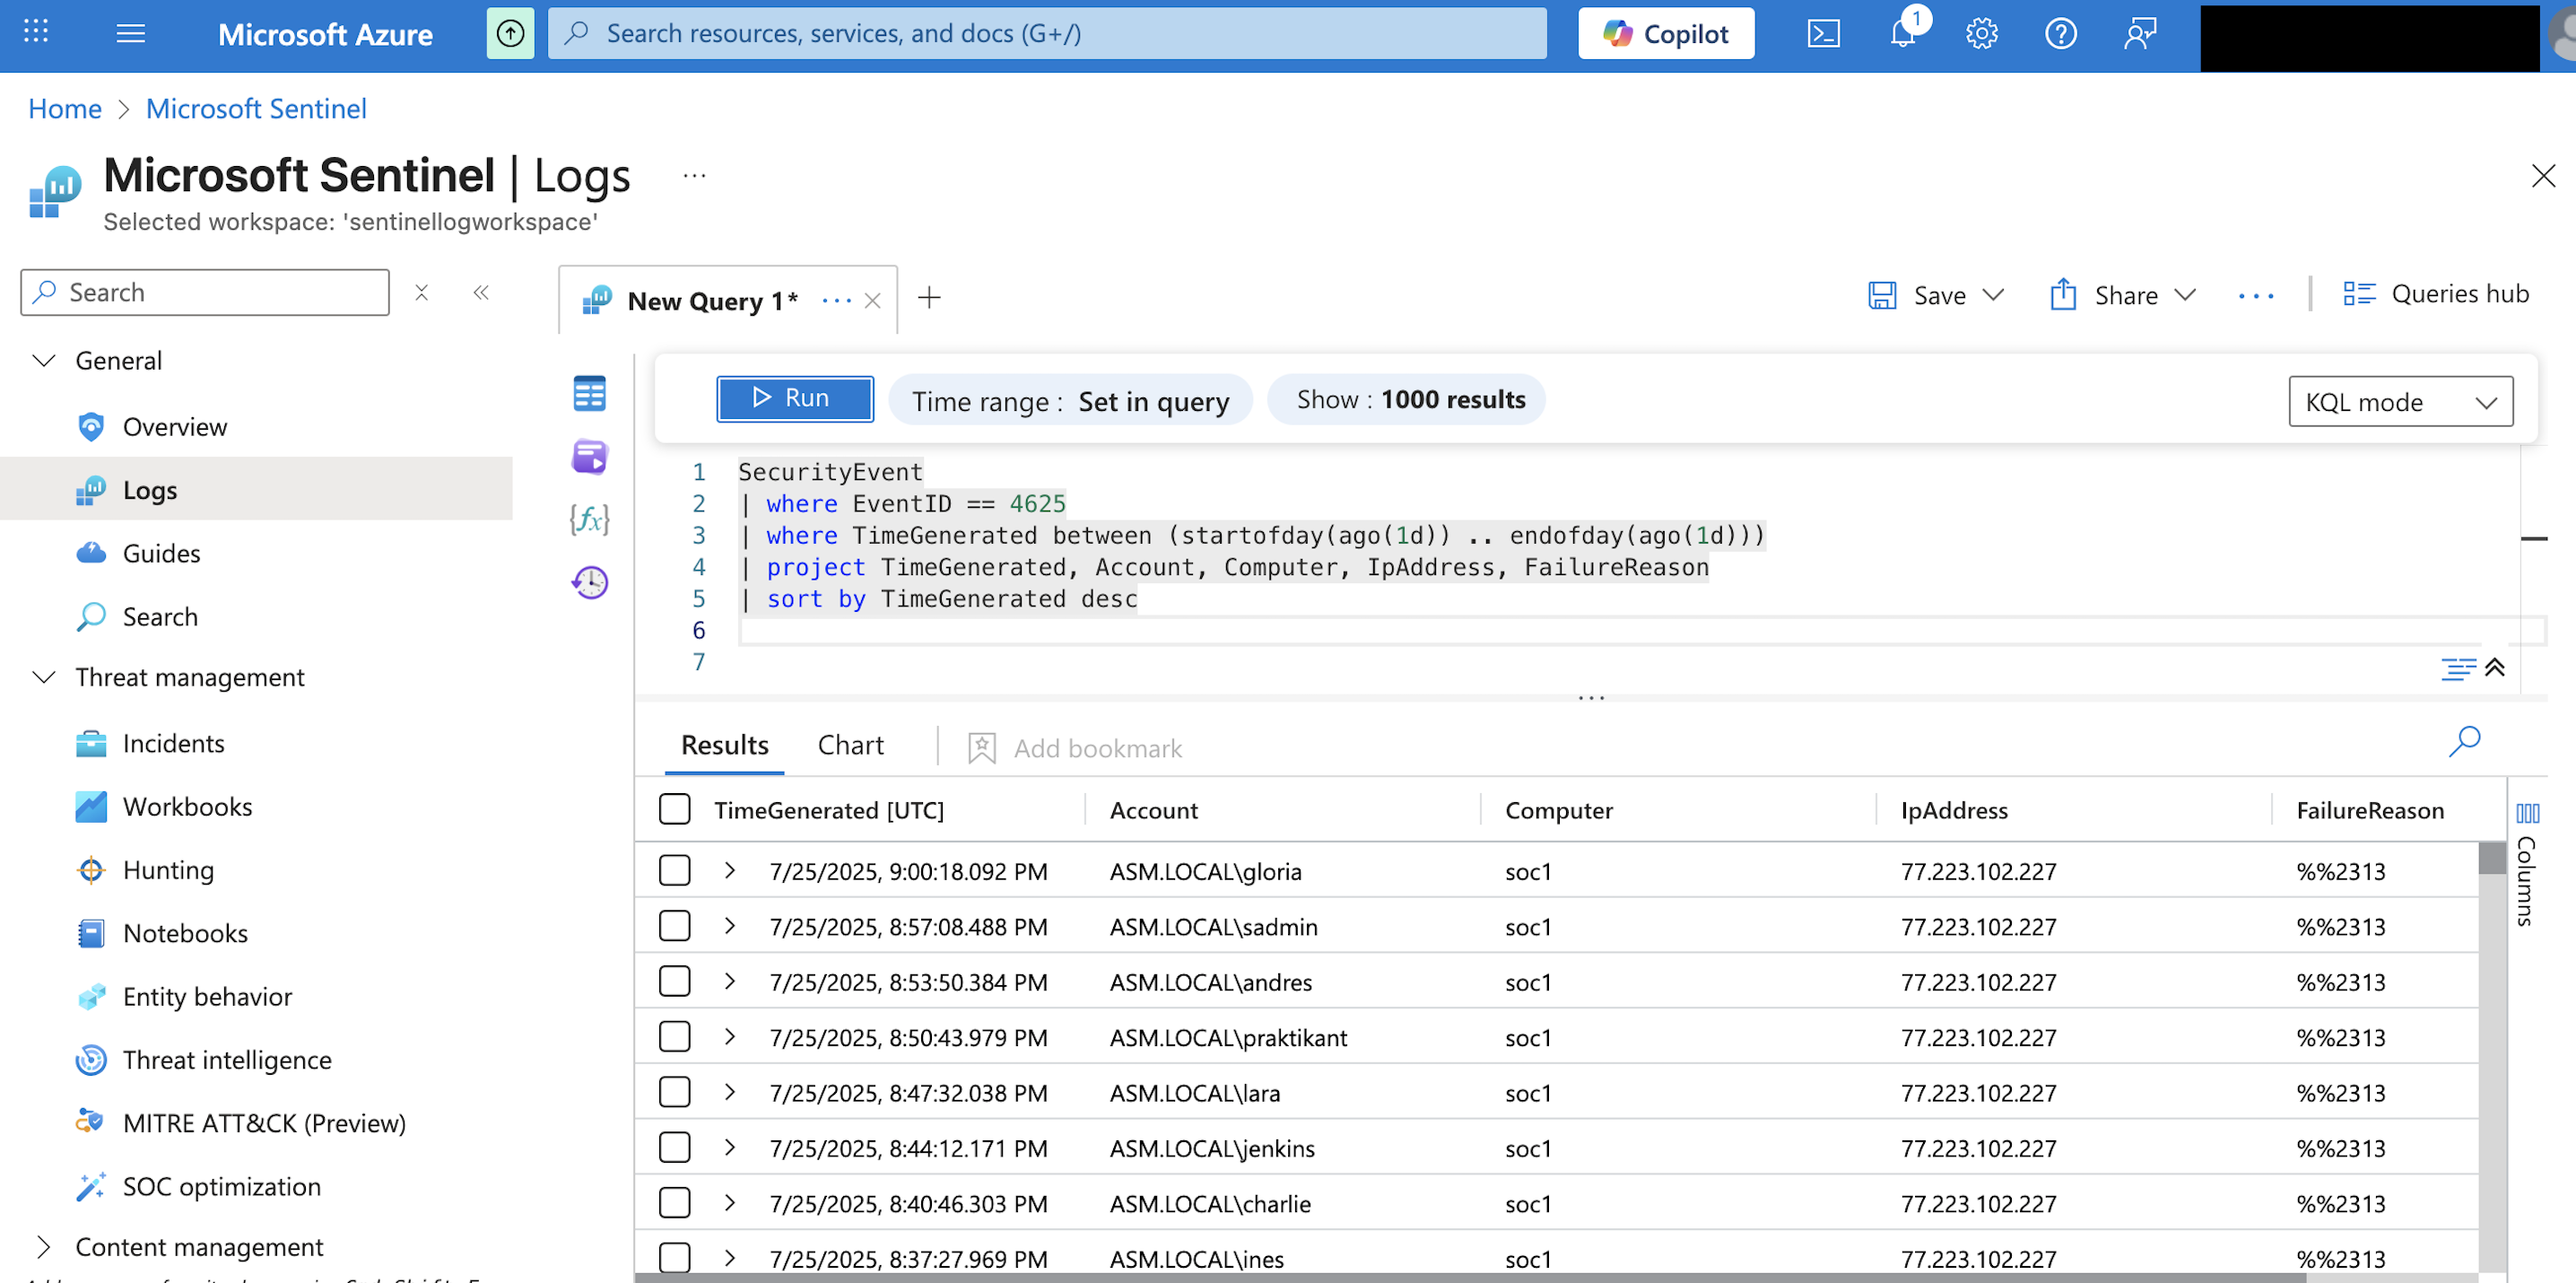 Microsoft Azure
Search resources, services, and docs (G+/)
Copilot
1
Home > Microsoft Sentinel
Microsoft Sentinel | Logs
Selected workspace: 'sentinellogworkspace'
Search
General
Overview
Logs
Guides
Search
Threat management
Incidents
Workbooks
Hunting
Notebooks
Entity behavior
Threat intelligence
MITRE ATT&CK (Preview)
SOC optimization
Content management
New Query 1*
Save
Share
Queries hub
Run
Time range : Set in query
Show : 1000 results
KQL mode
{fx}
1 SecurityEvent
2 | where EventID == 4625
3 | where TimeGenerated between (startofday(ago(1d)) .. endofday(ago(1d)))
4 | project TimeGenerated, Account, Computer, IpAddress, FailureReason
5 | sort by TimeGenerated desc
6
7
Results Chart Add bookmark
TimeGenerated [UTC] Account Computer IpAddress FailureReason
7/25/2025, 9:00:18.092 PM ASM.LOCAL\gloria soc1 77.223.102.227 %%2313
7/25/2025, 8:57:08.488 PM ASM.LOCAL\sadmin soc1 77.223.102.227 %%2313
7/25/2025, 8:53:50.384 PM ASM.LOCAL\andres soc1 77.223.102.227 %%2313
7/25/2025, 8:50:43.979 PM ASM.LOCAL\praktikant soc1 77.223.102.227 %%2313
7/25/2025, 8:47:32.038 PM ASM.LOCAL\lara soc1 77.223.102.227 %%2313
7/25/2025, 8:44:12.171 PM ASM.LOCAL\jenkins soc1 77.223.102.227 %%2313
7/25/2025, 8:40:46.303 PM ASM.LOCAL\charlie soc1 77.223.102.227 %%2313
7/25/2025, 8:37:27.969 PM ASM.LOCAL\ines soc1 77.223.102.227 %%2313
Columns